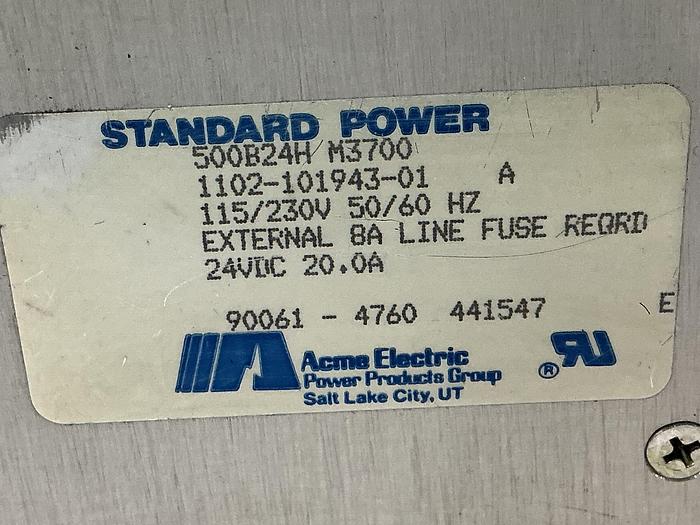 STANDARD POWER
500B24H M3700
1102-101943-01 A
115/230V 50/60 HZ
EXTERNAL 8A LINE FUSE REQRD
24VDC 20.0A
90061 - 4760 441547 E
Acme Electric
Power Products Group
Salt Lake City, UT
® RU